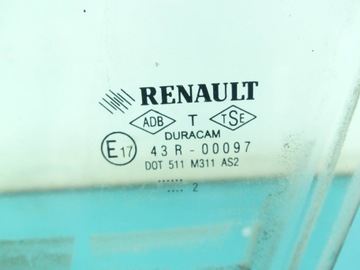 RENAULT
ADB T TSE
DURACAM
E17 43R-00097
DOT 511 M311 AS2
...... 
.... 2